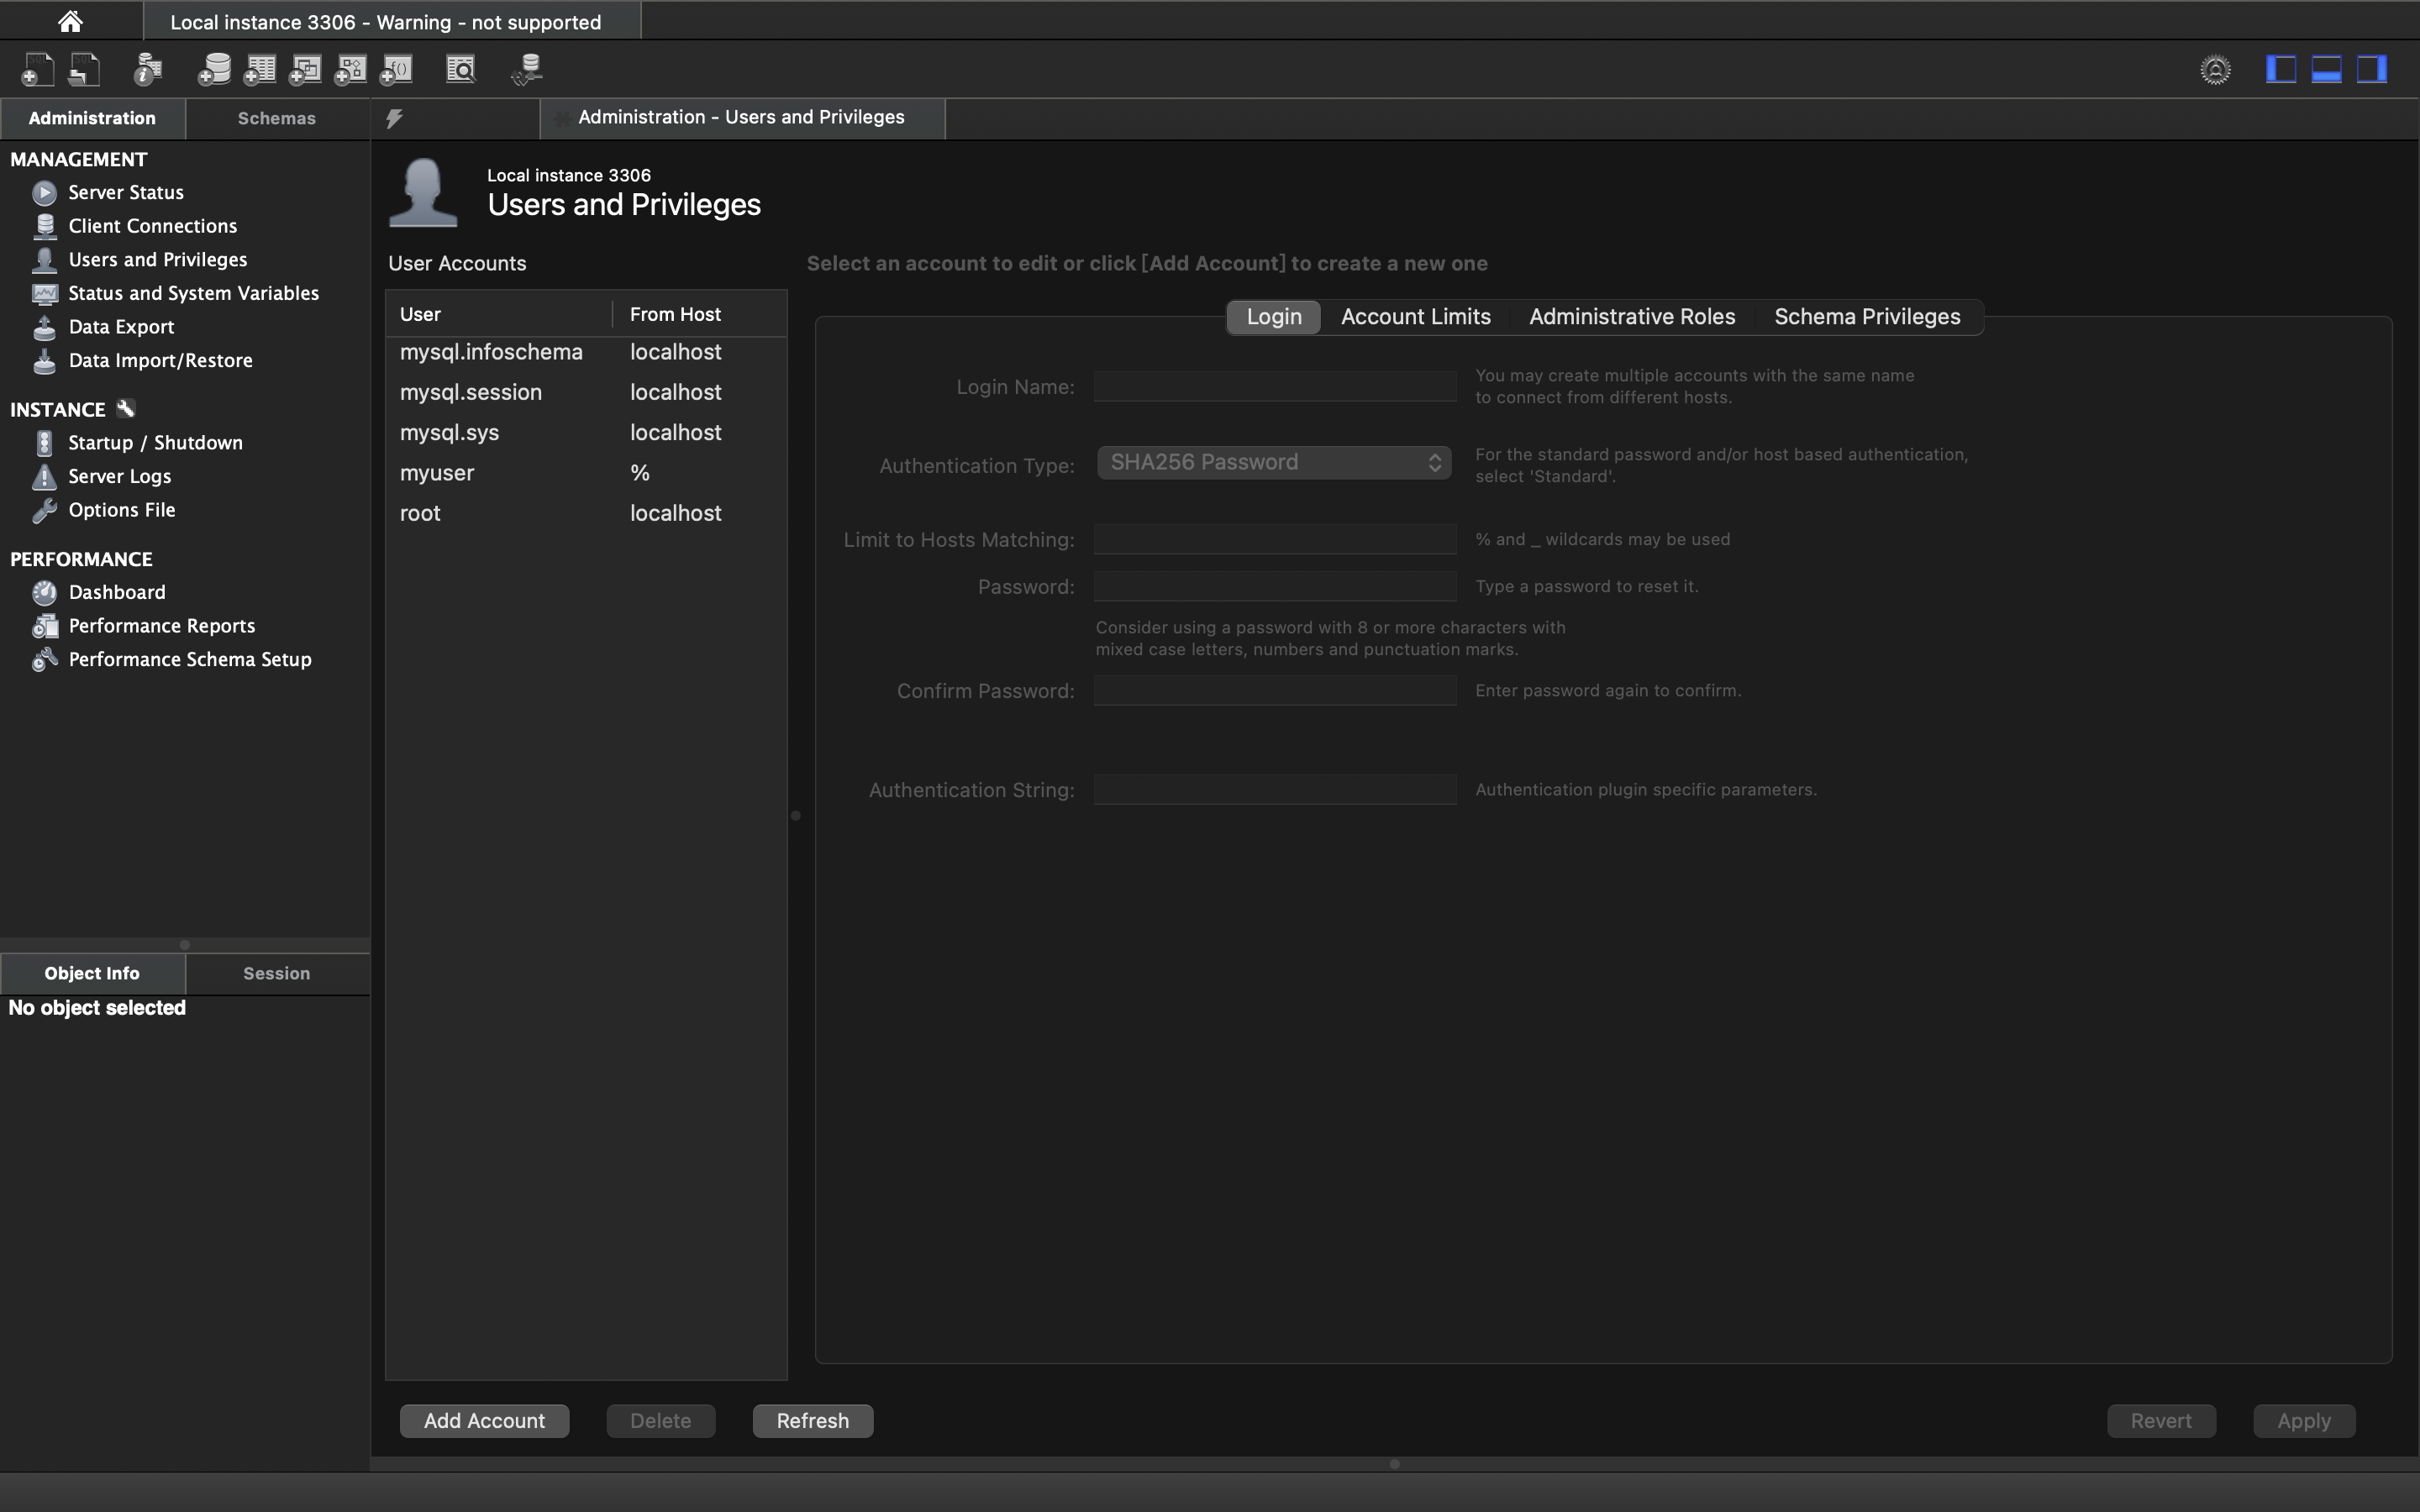 Local instance 3306 - Warning - not supported
Administration
Schemas
Administration - Users and Privileges
MANAGEMENT
Server Status
Client Connections
Users and Privileges
Status and System Variables
Data Export
Data Import/Restore
INSTANCE
Startup / Shutdown
Server Logs
Options File
PERFORMANCE
Dashboard
Performance Reports
Performance Schema Setup
Object Info
Session
No object selected
Local instance 3306
Users and Privileges
User Accounts
User From Host
mysql.infoschema localhost
mysql.session localhost
mysql.sys localhost
myuser %
root localhost
Add Account
Delete
Refresh
Select an account to edit or click [Add Account] to create a new one
Login
Account Limits
Administrative Roles
Schema Privileges
Login Name:
You may create multiple accounts with the same name
to connect from different hosts.
Authentication Type:
SHA256 Password
For the standard password and/or host based authentication,
select 'Standard'.
Limit to Hosts Matching:
% and _ wildcards may be used
Password:
Type a password to reset it.
Consider using a password with 8 or more characters with
mixed case letters, numbers and punctuation marks.
Confirm Password:
Enter password again to confirm.
Authentication String:
Authentication plugin specific parameters.
Revert
Apply